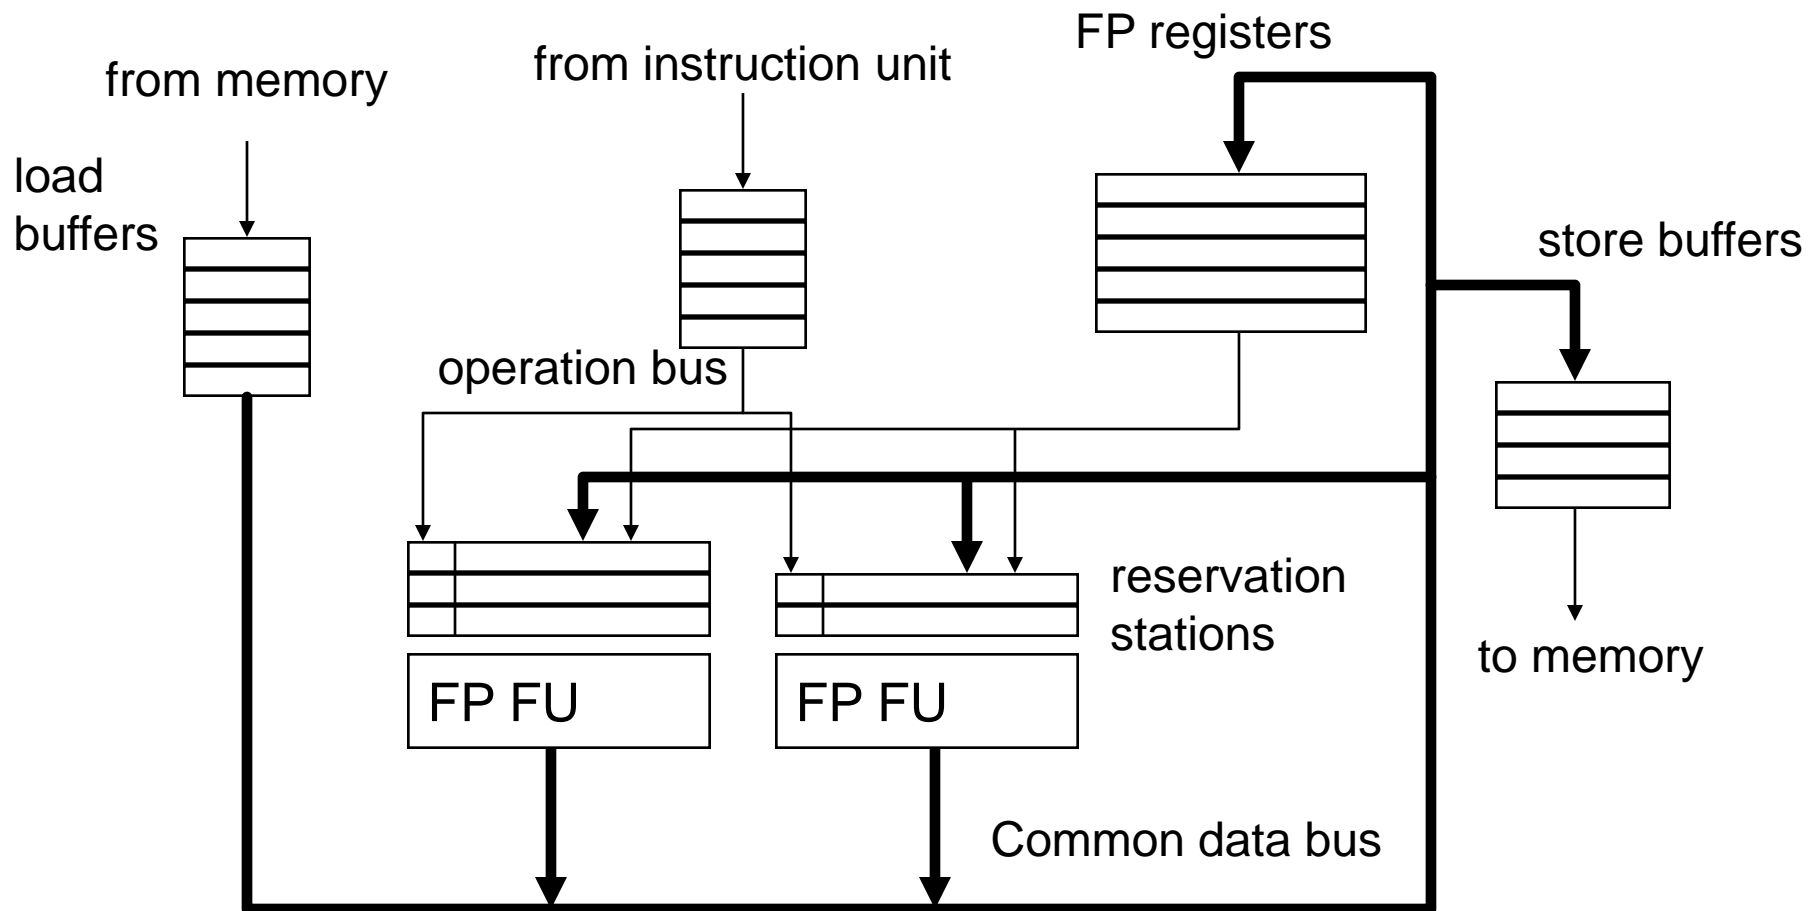 FP registers
from instruction unit
from memory
load
buffers
store buffers
operation bus
reservation
stations
to memory
FP FU
FP FU
Common data bus